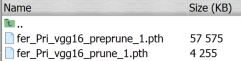 Name Size (KB)
..
fer_Pri_vgg16_preprune_1.pth 57 575
fer_Pri_vgg16_prune_1.pth 4 255